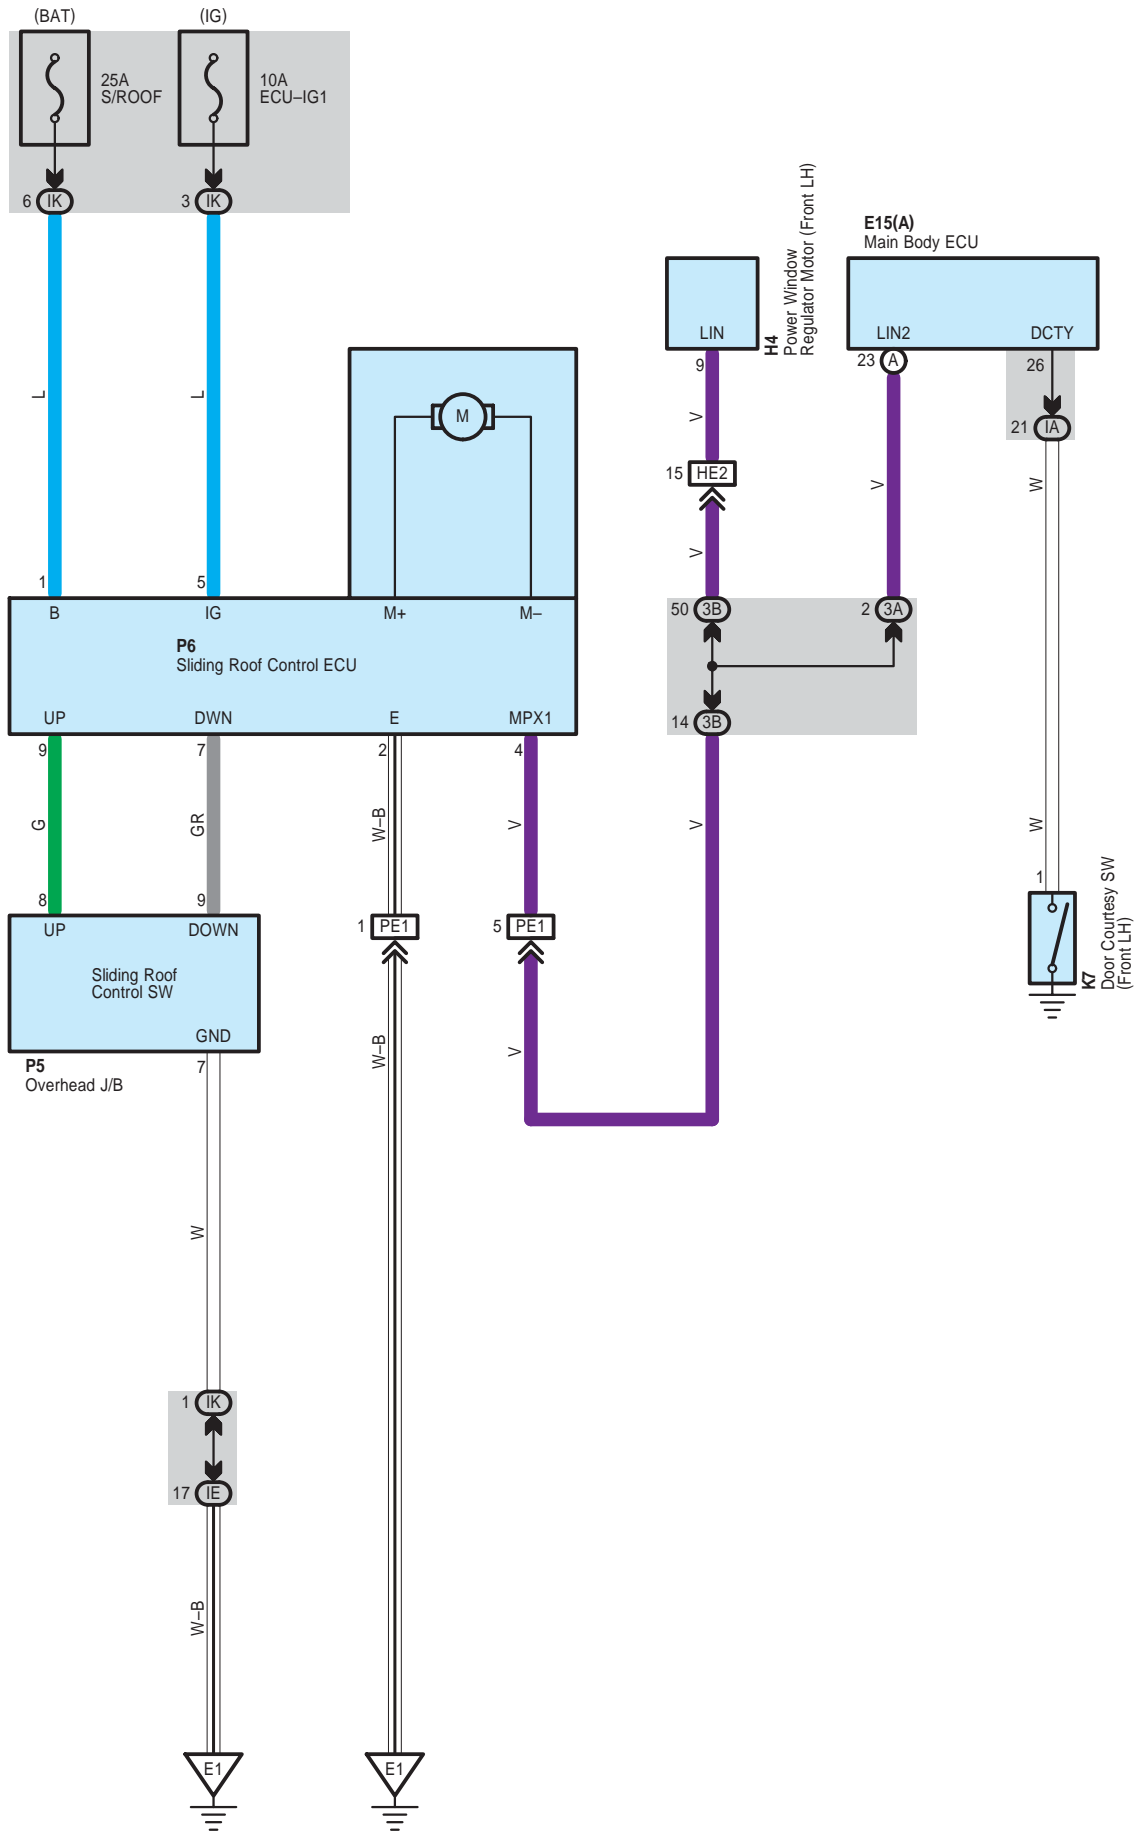 (BAT)
(IG)
25A
S/ROOF
10A
ECU–IG1
6 IK
3 IK
L
L
H4
Power Window
Regulator Motor (Front LH)
E15(A)
Main Body ECU
LIN
LIN2
DCTY
9
23 A
26
21 IA
V
15 HE2
V
V
W
M
1
5
B
IG
M+
M–
P6
Sliding Roof Control ECU
UP
DWN
E
MPX1
50 3B
2 3A
14 3B
9
7
2
4
G
GR
W–B
V
V
W
8
9
UP
DOWN
Sliding Roof
Control SW
GND
P5
Overhead J/B
7
1 PE1
5 PE1
1
K7
Door Courtesy SW
(Front LH)
W–B
V
W
1 IK
17 IE
W–B
E1
E1